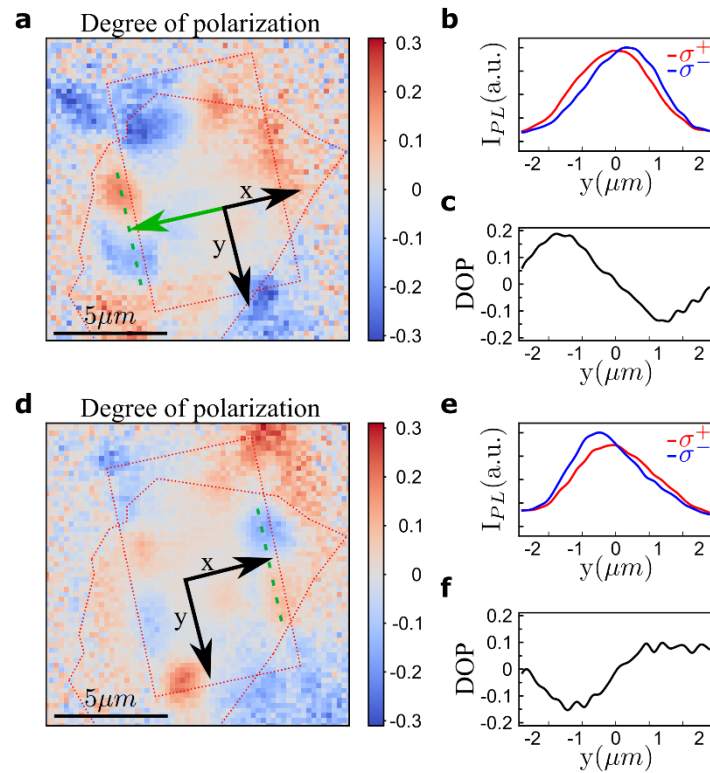 a
Degree of polarization
x
y
5μm
0.3
0.2
0.1
0
-0.1
-0.2
-0.3
b
I_PL(a.u.)
-σ⁺
-σ⁻
-2 -1 0 1 2
y(μm)
c
DOP
0.2
0.1
0
-0.1
-0.2
-2 -1 0 1 2
y(μm)
d
Degree of polarization
x
y
5μm
0.3
0.2
0.1
0
-0.1
-0.2
-0.3
e
I_PL(a.u.)
-σ⁺
-σ⁻
-2 -1 0 1 2
y(μm)
f
DOP
0.2
0.1
0
-0.1
-0.2
-2 -1 0 1 2
y(μm)